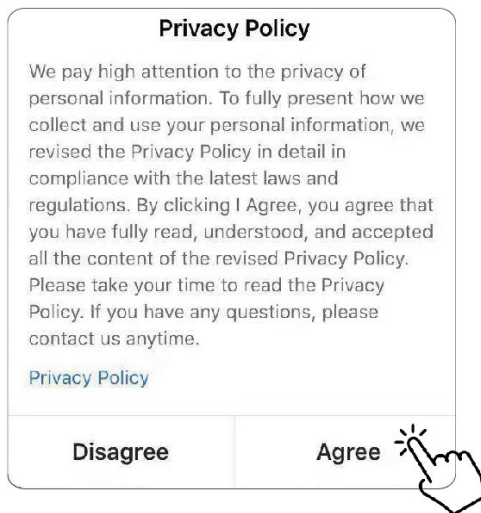 Privacy Policy
We pay high attention to the privacy of
personal information. To fully present how we
collect and use your personal information, we
revised the Privacy Policy in detail in
compliance with the latest laws and
regulations. By clicking I Agree, you agree that
you have fully read, understood, and accepted
all the content of the revised Privacy Policy.
Please take your time to read the Privacy
Policy. If you have any questions, please
contact us anytime.
Privacy Policy
Disagree Agree